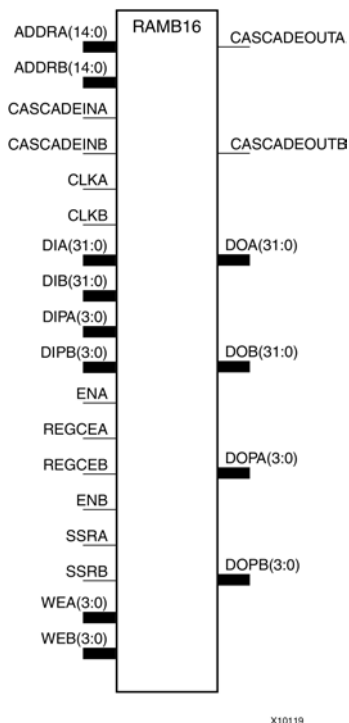 RAMB16
ADDRA(14:0)
ADDRB(14:0)
CASCADEINA
CASCADEINB
CLKA
CLKB
DIA(31:0)
DIB(31:0)
DIPA(3:0)
DIPB(3:0)
ENA
REGCEA
REGCEB
ENB
SSRA
SSRB
WEA(3:0)
WEB(3:0)
CASCADEOUTA
CASCADEOUTB
DOA(31:0)
DOB(31:0)
DOPA(3:0)
DOPB(3:0)
X10119